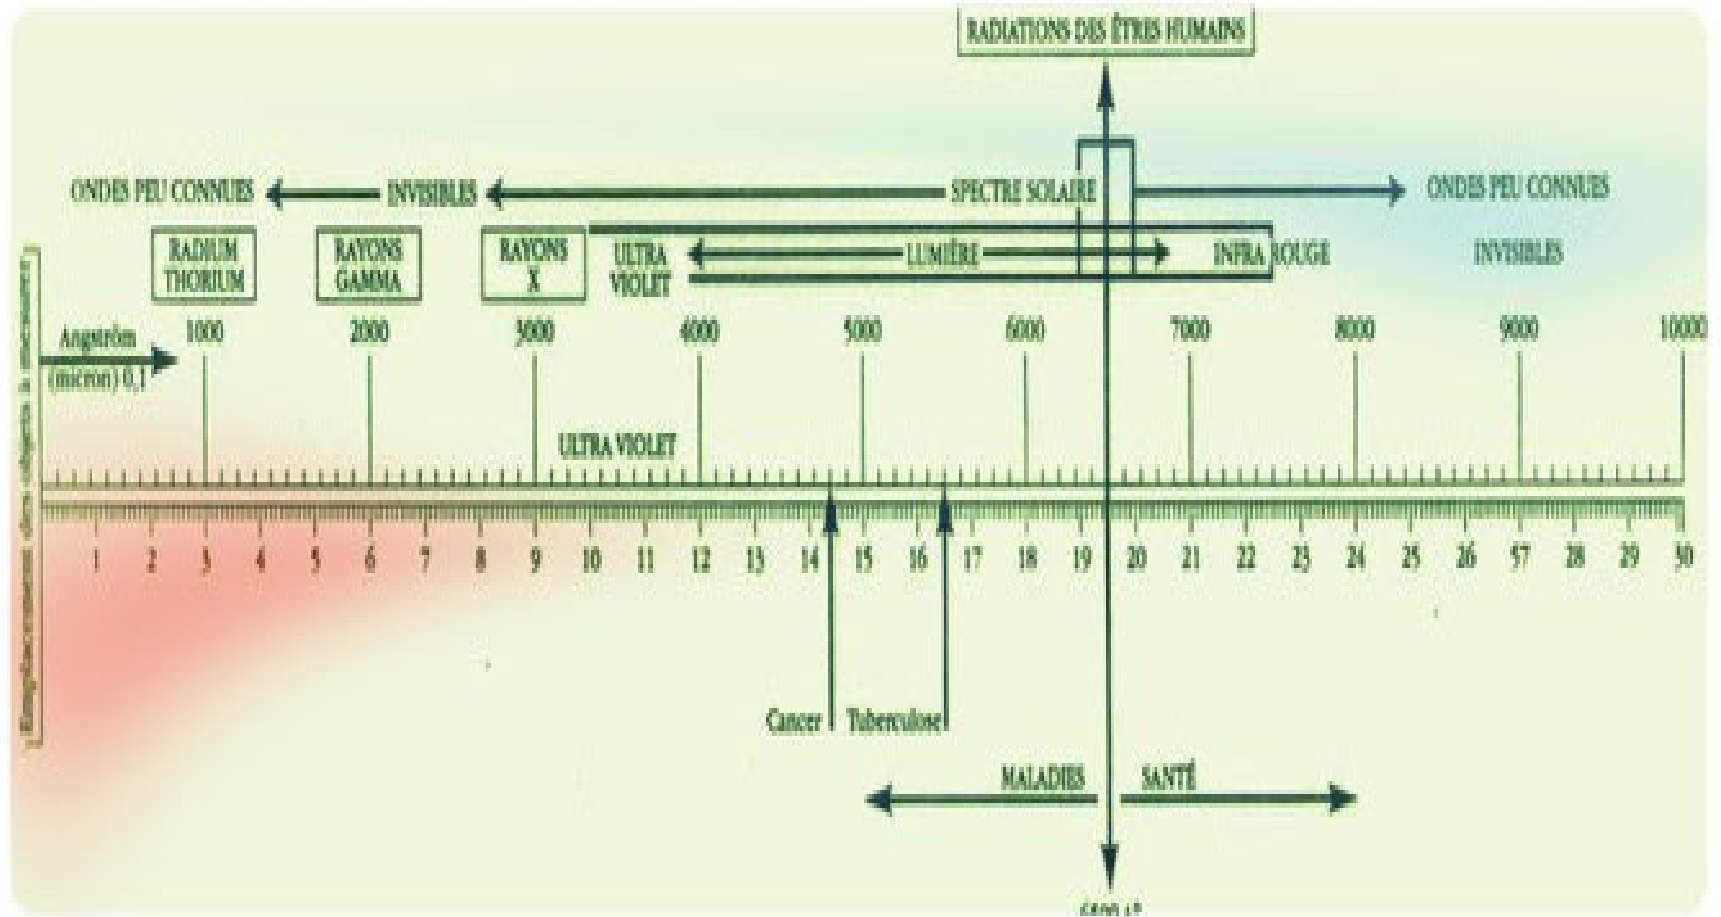 RADIATIONS DES ÊTRES HUMAINS
ONDES PEU CONNUES
INVISIBLES
SPECTRE SOLAIRE
ONDES PEU CONNUES
RADIUM
THORIUM
RAYONS
GAMMA
RAYONS
X
ULTRA
VIOLET
LUMIÈRE
INFRA ROUGE
INVISIBLES
Angström
(micron) 0,1
1000 2000 3000 4000 5000 6000 7000 8000 9000 10000
ULTRA VIOLET
1 2 3 4 5 6 7 8 9 10 11 12 13 14 15 16 17 18 19 20 21 22 23 24 25 26 57 28 29 30
Cancer
Tuberculose
MALADIES
SANTÉ